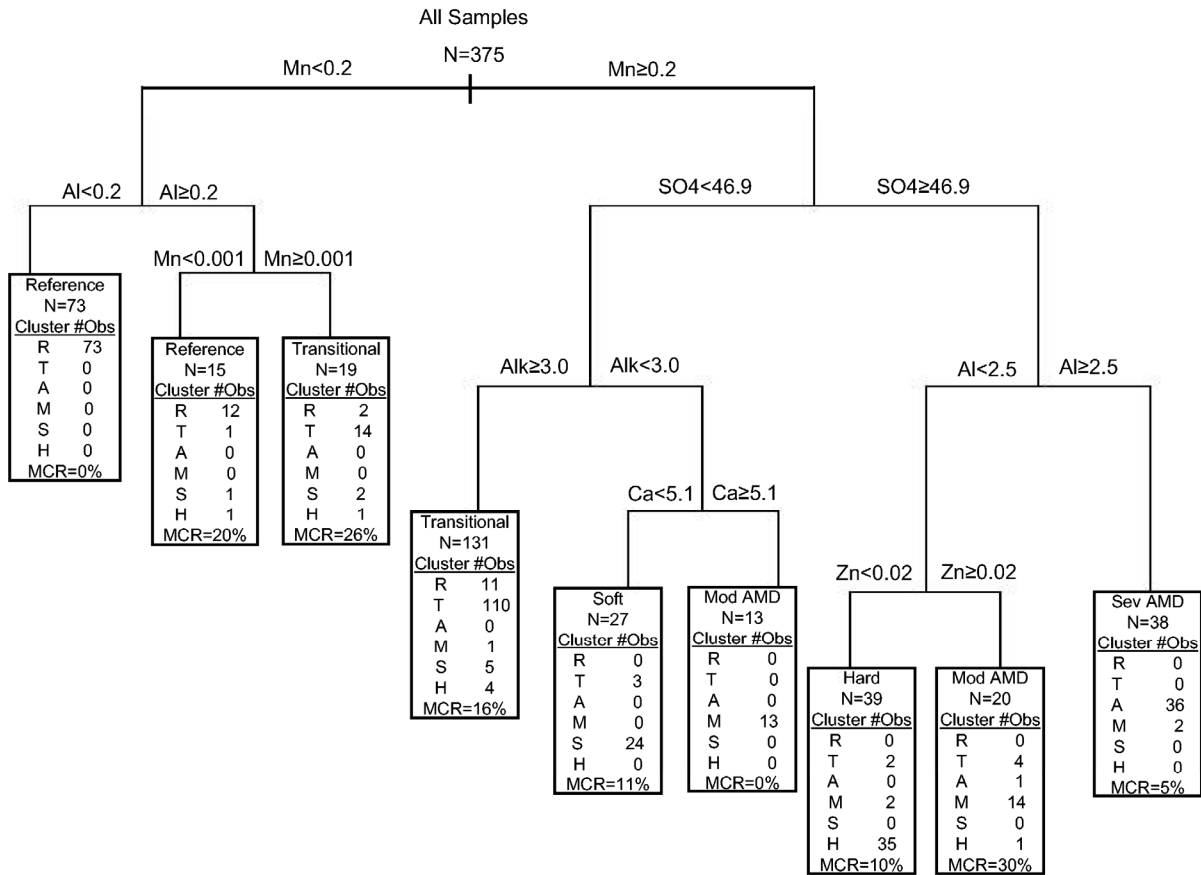 All Samples
N=375
Mn<0.2
Mn≥0.2
Al<0.2
Al≥0.2
SO4<46.9
SO4≥46.9
Mn<0.001
Mn≥0.001
Reference
N=73
Cluster #Obs
R 73
T 0
A 0
M 0
S 0
H 0
MCR=0%
Reference
N=15
Cluster #Obs
R 12
T 1
A 0
M 0
S 1
H 1
MCR=20%
Transitional
N=19
Cluster #Obs
R 2
T 14
A 0
M 0
S 2
H 1
MCR=26%
Alk≥3.0
Alk<3.0
Al<2.5
Al≥2.5
Ca<5.1
Ca≥5.1
Transitional
N=131
Cluster #Obs
R 11
T 110
A 0
M 1
S 5
H 4
MCR=16%
Soft
N=27
Cluster #Obs
R 0
T 3
A 0
M 0
S 24
H 0
MCR=11%
Mod AMD
N=13
Cluster #Obs
R 0
T 0
A 0
M 13
S 0
H 0
MCR=0%
Zn<0.02
Zn≥0.02
Hard
N=39
Cluster #Obs
R 0
T 2
A 0
M 2
S 0
H 35
MCR=10%
Mod AMD
N=20
Cluster #Obs
R 0
T 4
A 1
M 14
S 0
H 1
MCR=30%
Sev AMD
N=38
Cluster #Obs
R 0
T 0
A 36
M 2
S 0
H 0
MCR=5%